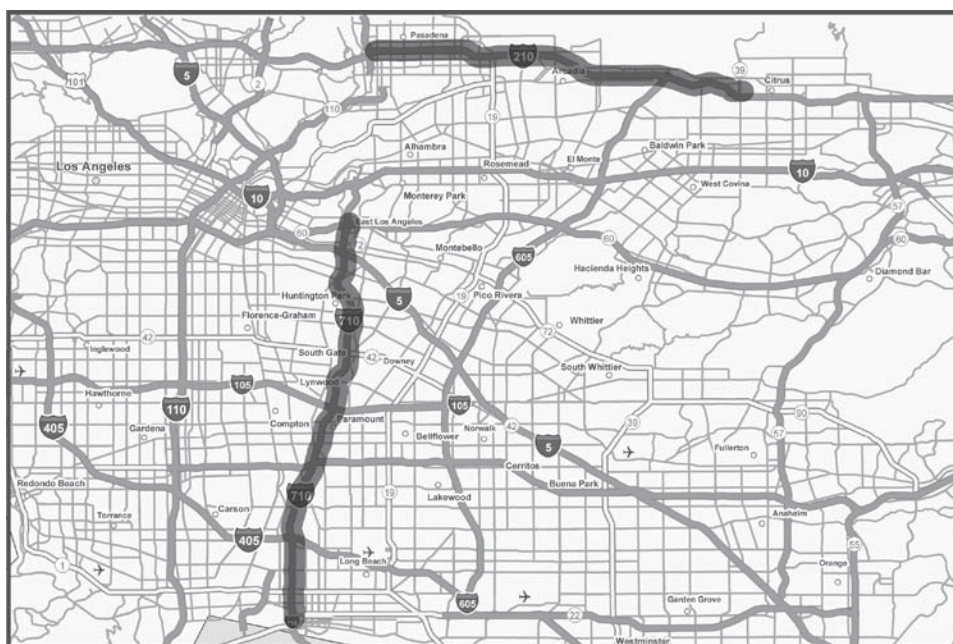 Pasadena
210
39
5
101
2
Arcadia
Citrus
110
19
Alhambra
Baldwin Park
Los Angeles
Rosemead
El Monte
10
10
West Covina
Monterey Park
57
East Los Angeles
60
72
60
60
Montebello
605
Hacienda Heights
Diamond Bar
Pico Rivera
Huntington Park
5
19
710
Florence-Graham
Whittier
72
42
Inglewood
South Gate
42
Downey
South Whittier
Lynwood
105
Hawthorne
110
105
90
Compton
Paramount
39
405
Gardena
Bellflower
Norwalk
42
57
5
Fullerton
Cerritos
Redondo Beach
Buena Park
710
19
Lakewood
Carson
Torrance
Anaheim
405
55
1
Long Beach
Orange
605
Garden Grove
22
Westminster